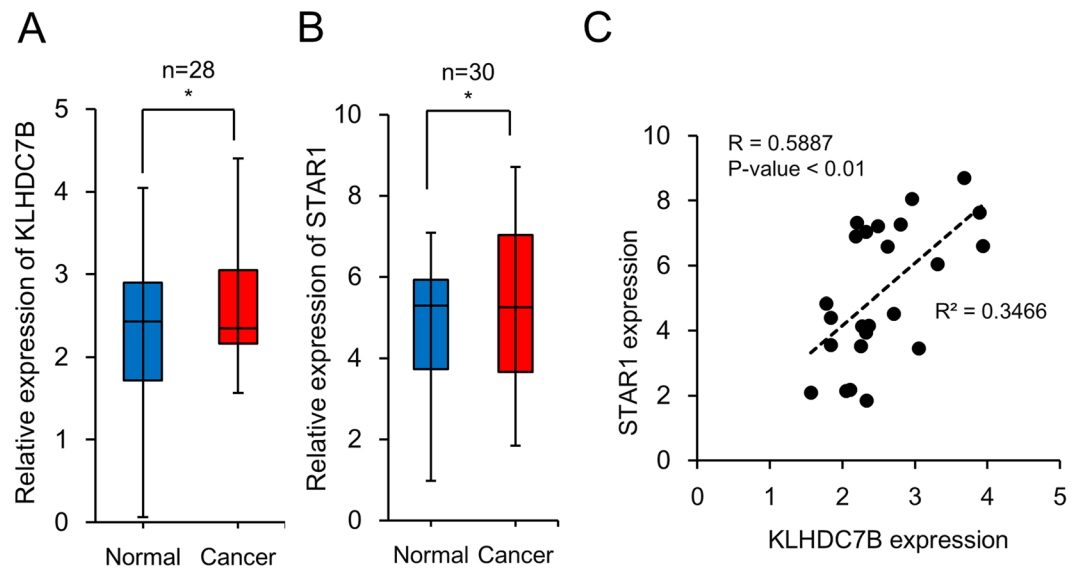 A
n=28
*
Relative expression of KLHDC7B
5
4
3
2
1
0
Normal Cancer
B
n=30
*
Relative expression of STAR1
10
8
6
4
2
0
Normal Cancer
C
R = 0.5887
P-value < 0.01
R² = 0.3466
STAR1 expression
10
8
6
4
2
0
0 1 2 3 4 5
KLHDC7B expression